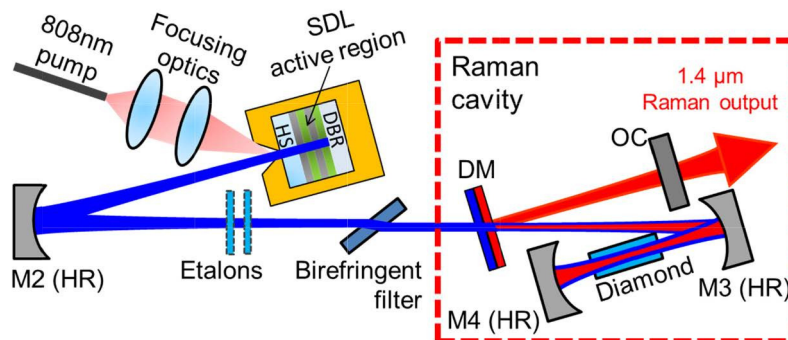 808nm
pump
Focusing
optics
SDL
active region
HS
DBR
M2 (HR)
Etalons
Birefringent
filter
Raman
cavity
1.4 µm
Raman output
OC
DM
Diamond
M3 (HR)
M4 (HR)